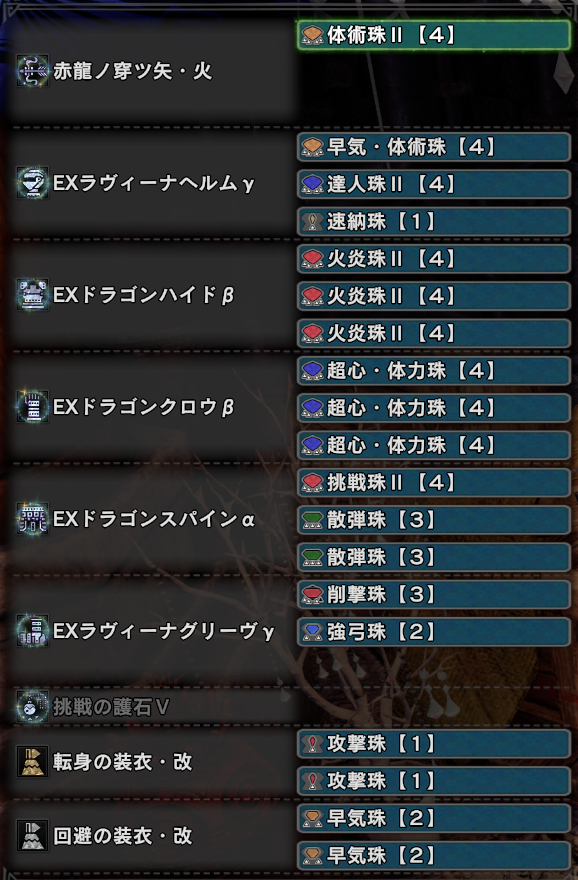 体術珠Ⅱ【4】
赤龍ノ穿ツ矢・火
早気・体術珠【4】
EXラヴィーナヘルムγ
達人珠Ⅱ【4】
速納珠【1】
火炎珠Ⅱ【4】
EXドラゴンハイドβ
火炎珠Ⅱ【4】
火炎珠Ⅱ【4】
超心・体力珠【4】
EXドラゴンクロウβ
超心・体力珠【4】
超心・体力珠【4】
挑戦珠Ⅱ【4】
EXドラゴンスパインα
散弾珠【3】
散弾珠【3】
削撃珠【3】
EXラヴィーナグリーヴγ
強弓珠【2】
挑戦の護石Ⅴ
攻撃珠【1】
転身の装衣・改
攻撃珠【1】
早気珠【2】
回避の装衣・改
早気珠【2】